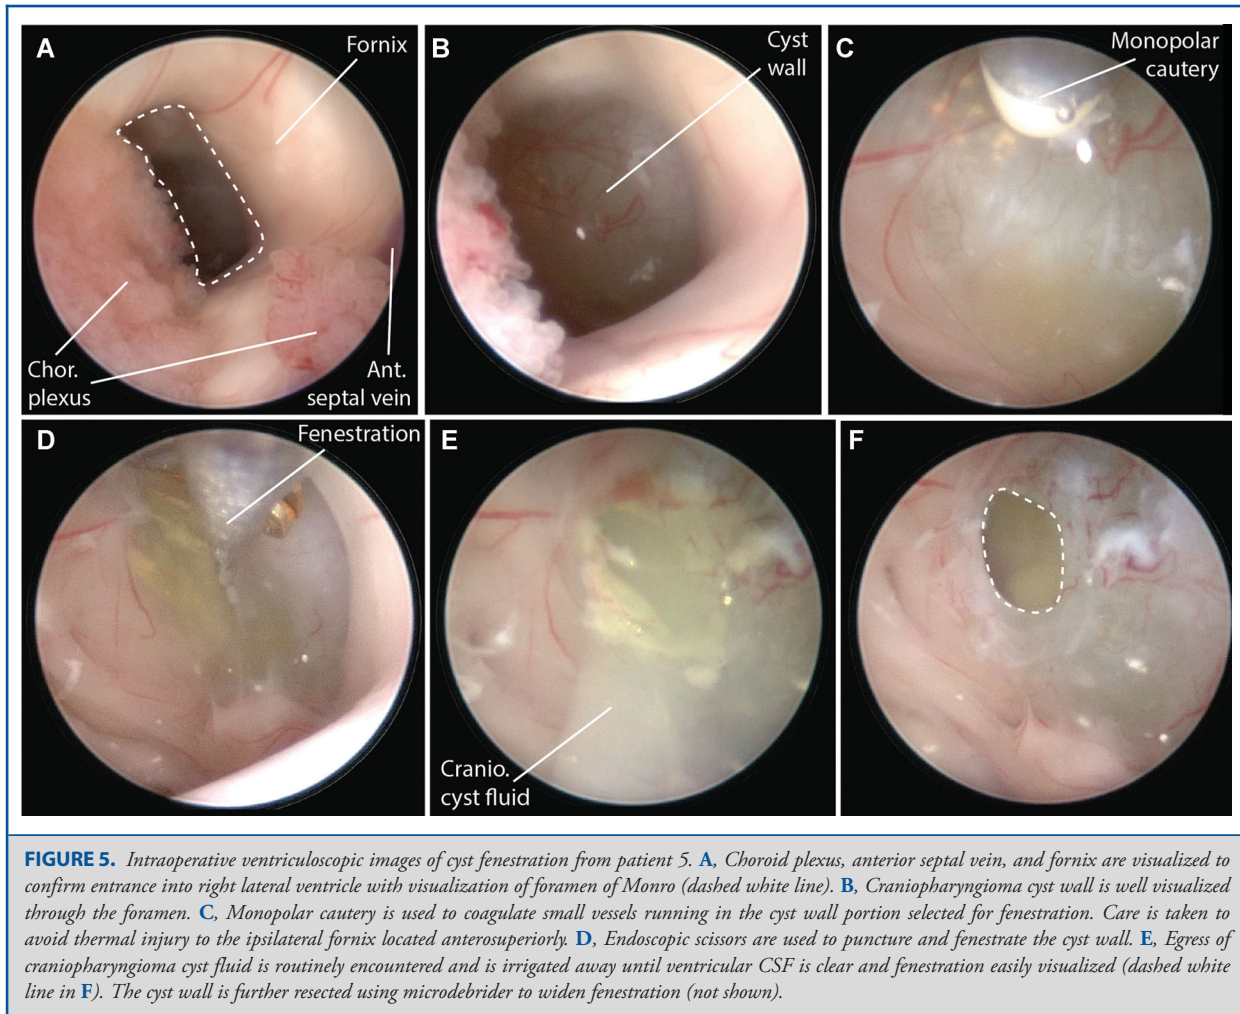 A
Fornix
Chor.
plexus
Ant.
septal vein
B
Cyst
wall
C
Monopolar
cautery
D
Fenestration
E
Cranio.
cyst fluid
F
FIGURE 5. Intraoperative ventriculoscopic images of cyst fenestration from patient 5. A, Choroid plexus, anterior septal vein, and fornix are visualized to
confirm entrance into right lateral ventricle with visualization of foramen of Monro (dashed white line). B, Craniopharyngioma cyst wall is well visualized
through the foramen. C, Monopolar cautery is used to coagulate small vessels running in the cyst wall portion selected for fenestration. Care is taken to
avoid thermal injury to the ipsilateral fornix located anterosuperiorly. D, Endoscopic scissors are used to puncture and fenestrate the cyst wall. E, Egress of
craniopharyngioma cyst fluid is routinely encountered and is irrigated away until ventricular CSF is clear and fenestration easily visualized (dashed white
line in F). The cyst wall is further resected using microdebrider to widen fenestration (not shown).